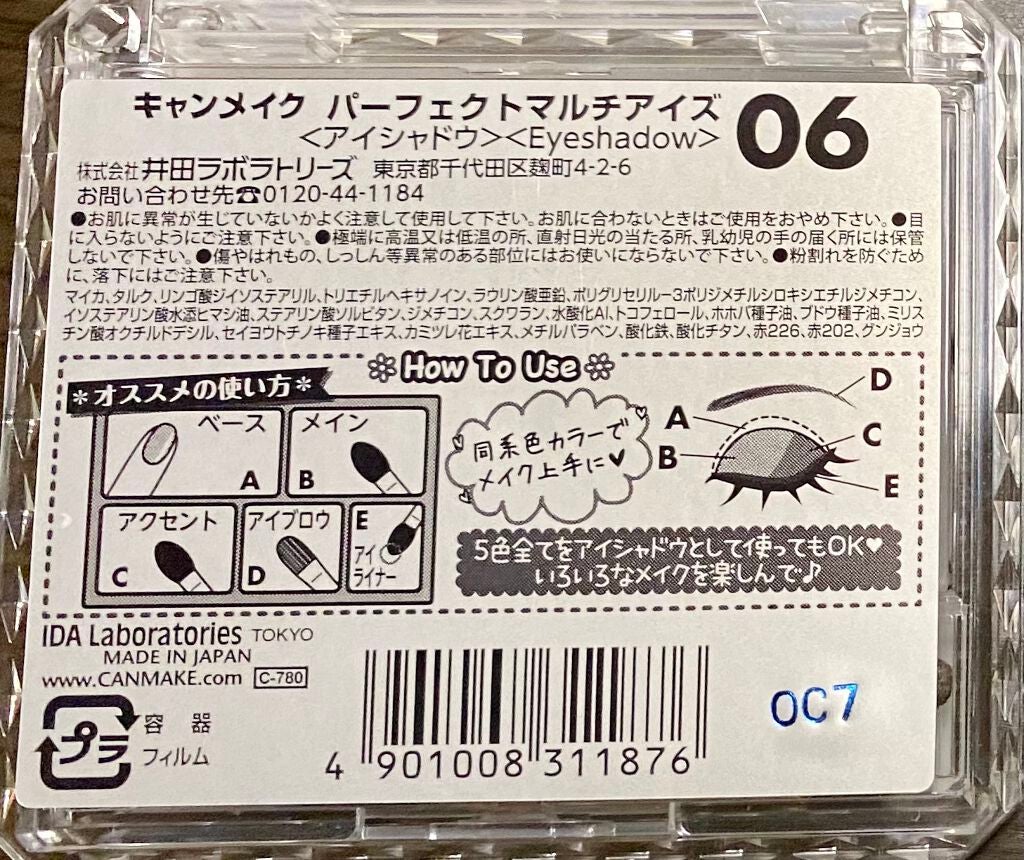 キャンメイク パーフェクトマルチアイズ
06
<アイシャドウ><Eyeshadow>
株式会社 井田ラボラトリーズ 東京都千代田区麹町4-2-6
お問い合わせ先☎0120-44-1184
●お肌に異常が生じていないかよく注意して使用して下さい。お肌に合わないときはご使用をおやめ下さい。●目
に入らないようにご注意下さい。●極端に高温又は低温の所、直射日光の当たる所、乳幼児の手の届く所には保管
しないで下さい。●傷やはれもの、しっしん等異常のある部位にはお使いにならないで下さい。●粉割れを防ぐため
に、落下にはご注意下さい。
マイカ、タルク、リンゴ酸ジイソステアリル、トリエチルヘキサノイン、ラウリン酸亜鉛、ポリグリセリル-3ポリジメチルシロキシエチルジメチコン、
イソステアリン酸水添ヒマシ油、ステアリン酸ソルビタン、ジメチコン、スクワラン、水酸化Al、トコフェロール、ホホバ種子油、ブドウ種子油、ミリス
チン酸オクチルドデシル、セイヨウトチノキ種子エキス、カミツレ花エキス、メチルパラベン、酸化鉄、酸化チタン、赤226、赤202、グンジョウ
How To Use
*オススメの使い方*
ベース
A
メイン
B
アクセント
C
アイブロウ
D
E
アイ
ライナー
同系色カラーで
メイク上手に♥
A
B
D
C
E
5色全てをアイシャドウとして使ってもOK♥
いろいろなメイクを楽しんで♪
IDA Laboratories TOKYO
MADE IN JAPAN
www.CANMAKE.com C-780
プラ
容 器
フィルム
4 901008 311876
OC7